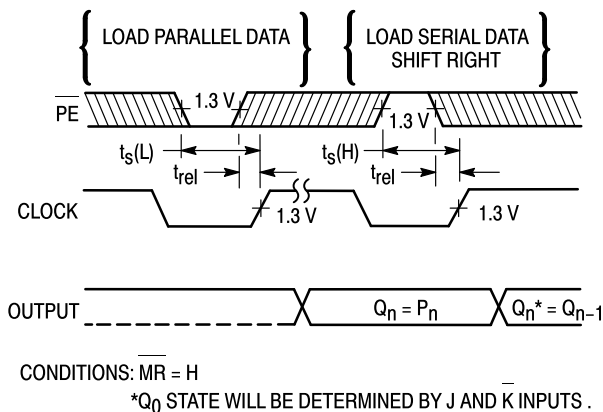 LOAD PARALLEL DATA
LOAD SERIAL DATA
SHIFT RIGHT
PE
1.3 V
1.3 V
ts(L)
ts(H)
trel
trel
CLOCK
1.3 V
1.3 V
OUTPUT
Qn = Pn
Qn* = Qn–1
CONDITIONS: MR = H
*Q0 STATE WILL BE DETERMINED BY J AND K INPUTS .